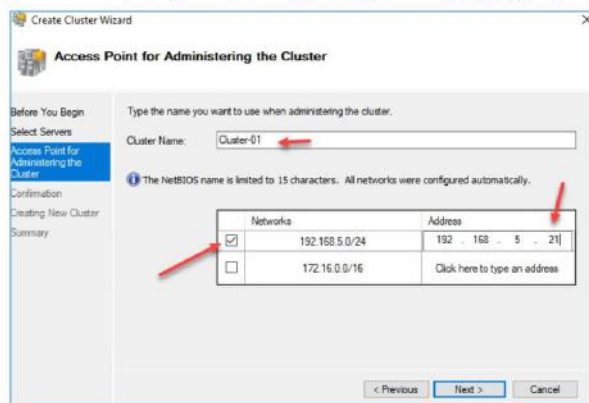 Create Cluster Wizard
Access Point for Administering the Cluster
Before You Begin
Select Servers
Access Point for
Administering the
Cluster
Confirmation
Creating New Cluster
Summary
Type the name you want to use when administering the cluster.
Cluster Name: Cluster-01
The NetBIOS name is limited to 15 characters. All networks were configured automatically.
Networks Address
192.168.5.0/24 192 . 168 . 5 . 21
172.16.0.0/16 Click here to type an address
< Previous Next > Cancel